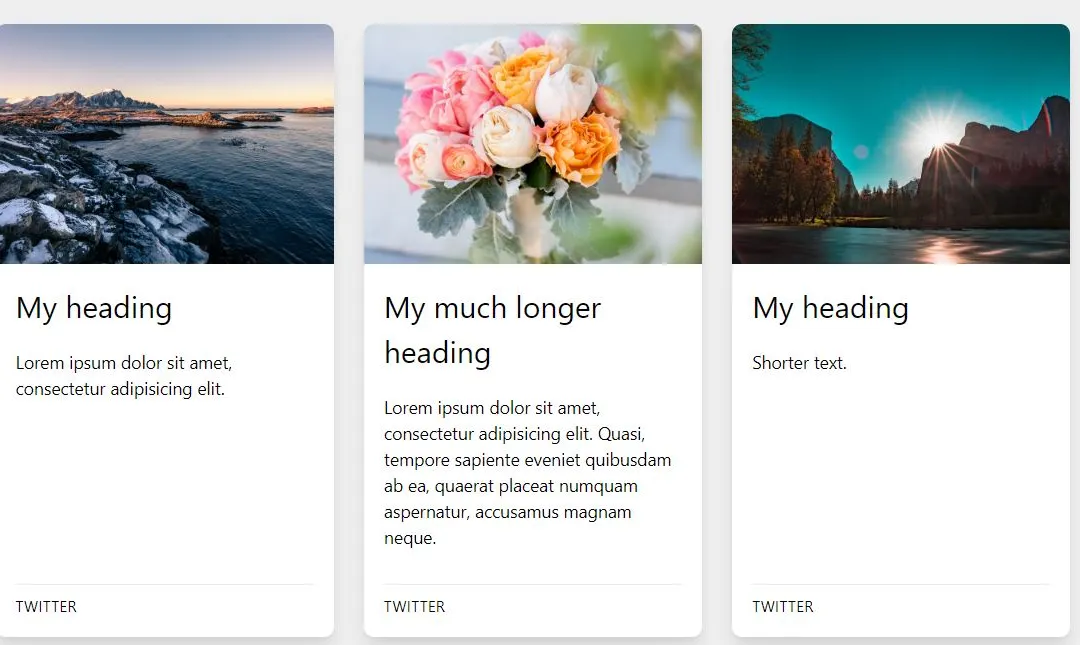 My heading
Lorem ipsum dolor sit amet,
consectetur adipisicing elit.
TWITTER
My much longer
heading
Lorem ipsum dolor sit amet,
consectetur adipisicing elit. Quasi,
tempore sapiente eveniet quibusdam
ab ea, quaerat placeat numquam
aspernatur, accusamus magnam
neque.
TWITTER
My heading
Shorter text.
TWITTER